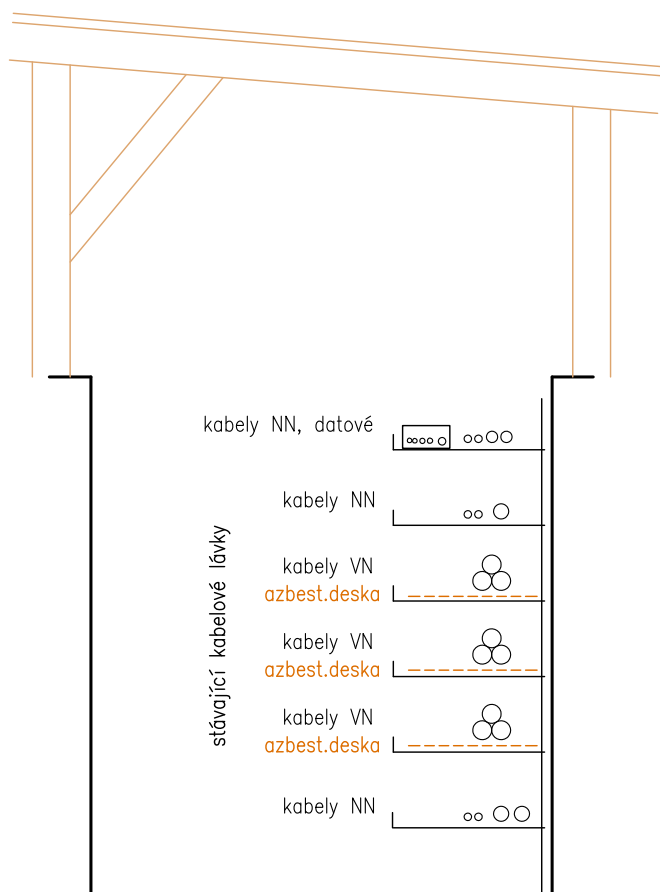 kabely NN, datové
kabely NN
kabely VN
azbest.deska
kabely VN
azbest.deska
kabely VN
azbest.deska
kabely NN
stávající kabelové lávky